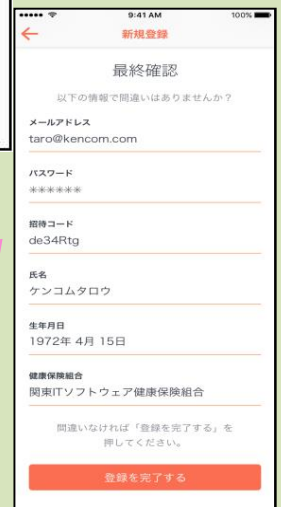 9:41 AM
100%
新規登録
最終確認
以下の情報で間違いはありませんか？
メールアドレス
taro@kencom.com
パスワード
******
招待コード
de34Rtg
氏名
ケンコムタロウ
生年月日
1972年 4月 15日
健康保険組合
関東ITソフトウェア健康保険組合
間違いなければ「登録を完了する」を
押してください。
登録を完了する